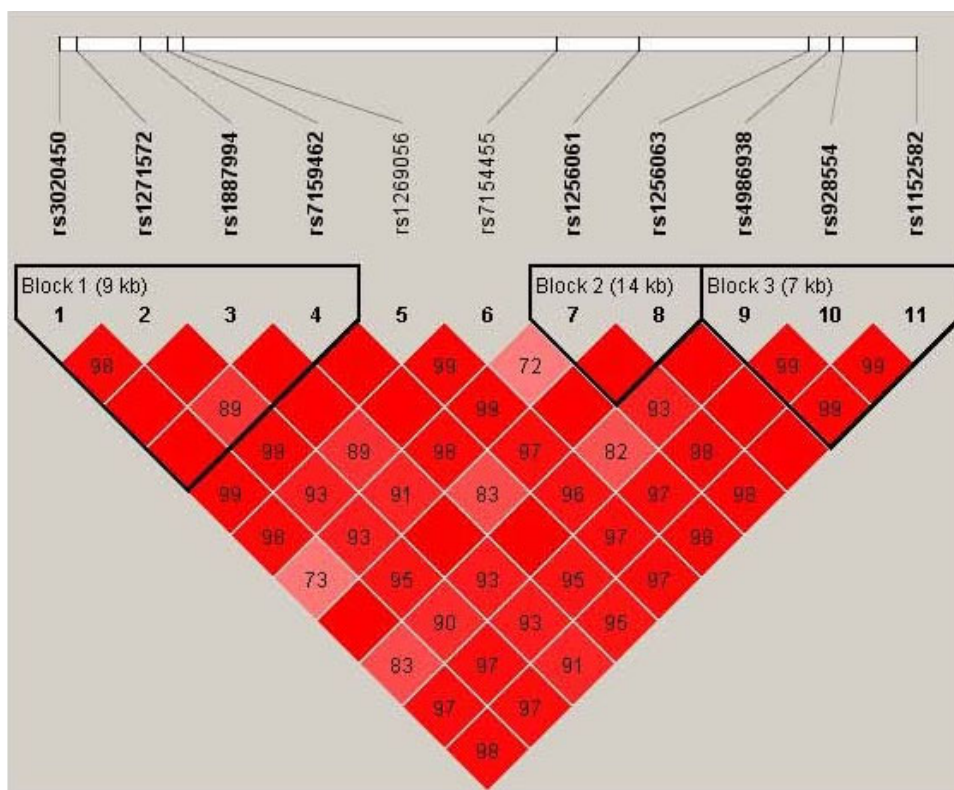 rs3020450
rs1271572
rs1887994
rs7159462
rs1269056
rs7154455
rs1256061
rs1256063
rs4986938
rs928554
rs1152582
Block 1 (9 kb)
Block 2 (14 kb)
Block 3 (7 kb)
1 2 3 4 5 6 7 8 9 10 11
98 99 72 99 99
89 99 93 99
99 89 98 97 82 98
99 93 91 83 96 97 98
98 93 97 98
73 95 93 95 97
90 93 95
83 97 91
97 97
98